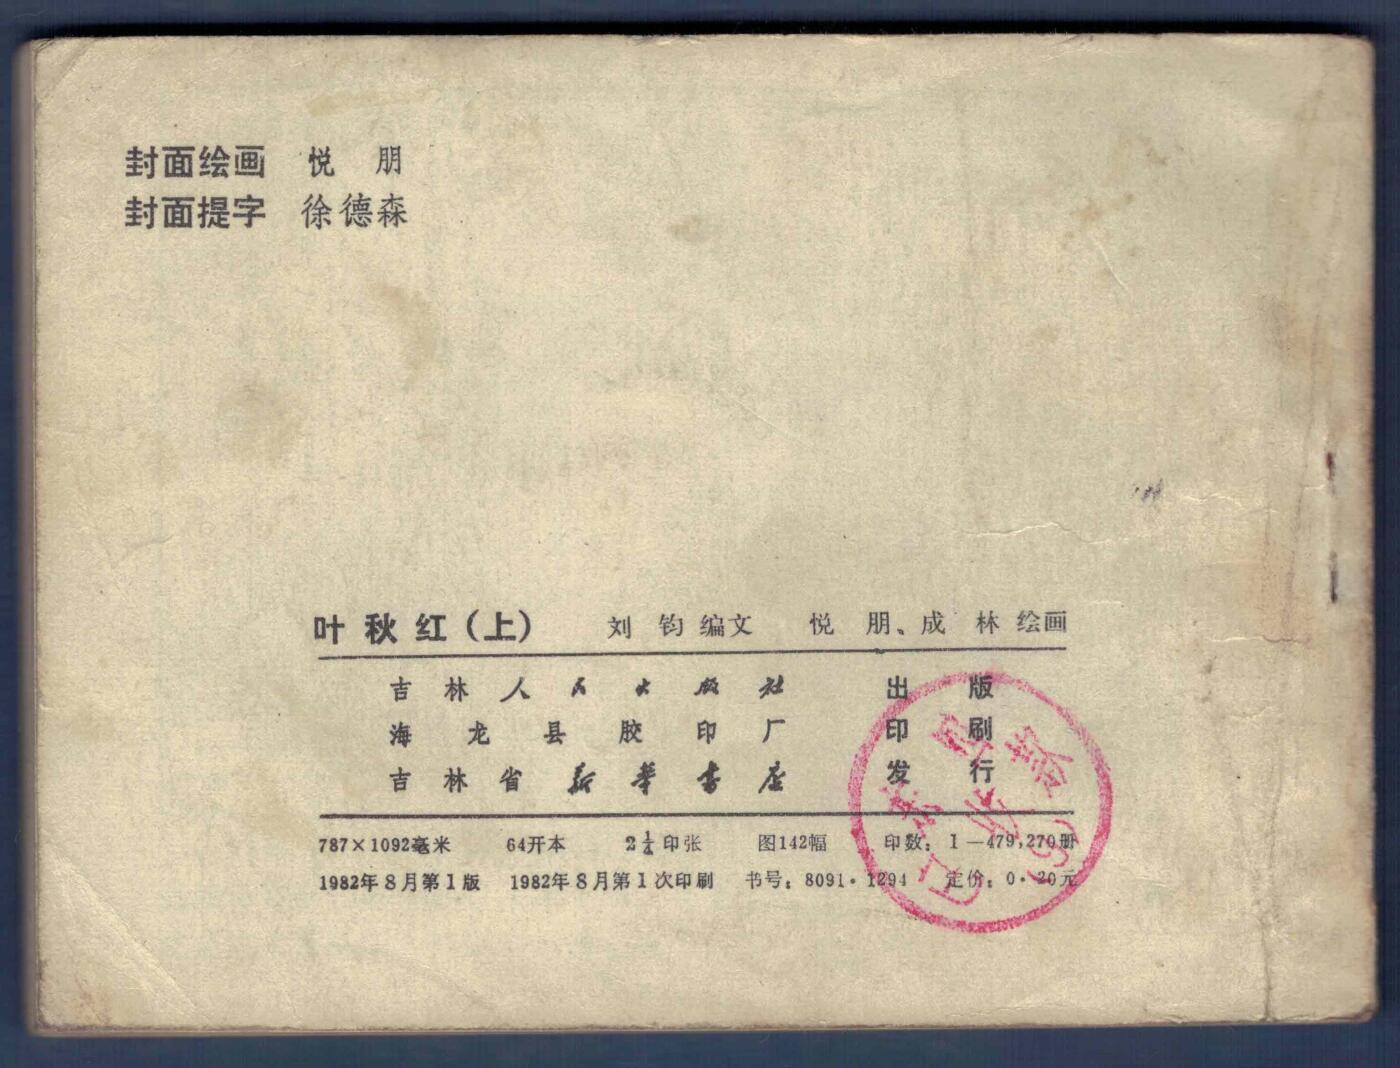 封面绘画 悦 朋
封面提字 徐德森
叶秋红（上） 刘 钧 编文 悦 朋、成 林 绘画
吉林人民出版社 出版
海龙县胶印厂 印刷
吉林省新华书店 发行
787×1092毫米 64开本 2¼印张 图142幅 印数：1—479,270册
1982年8月第1版 1982年8月第1次印刷 书号：8091·1294 定价：0·20元